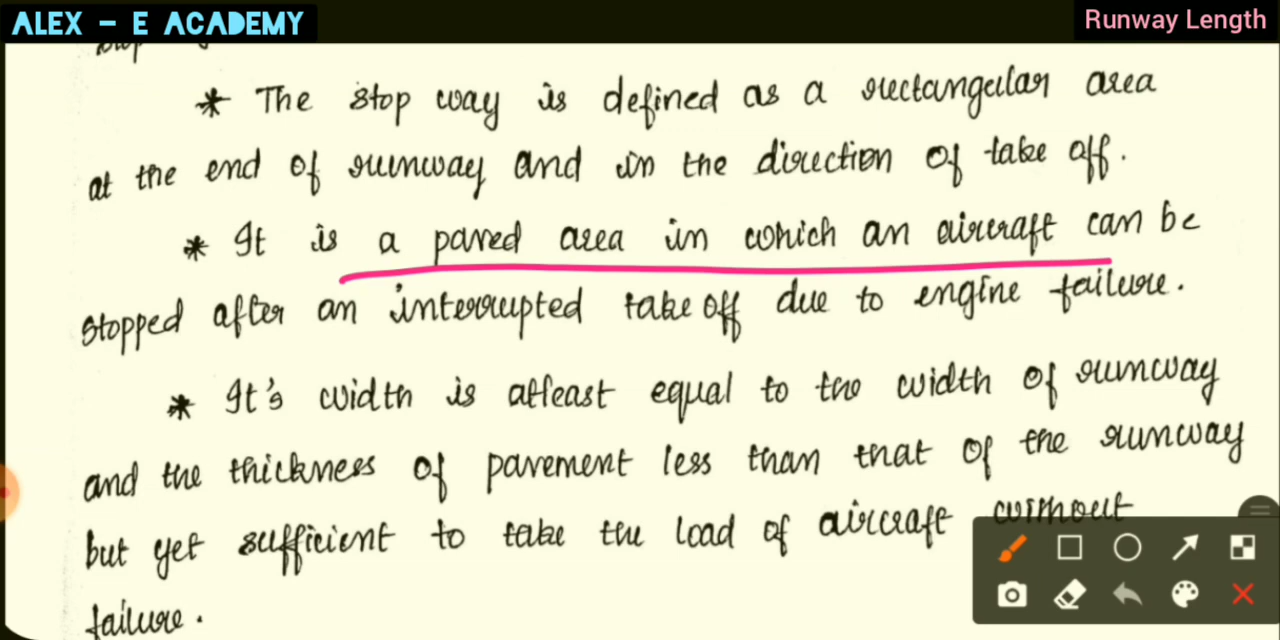 ALEX - E ACADEMY
Runway Length
* The stop way is defined as a rectangular area
at the end of runway and in the direction of take off.
* It is a paved area in which an aircraft can be
stopped after an interrupted take off due to engine failure.
* It's width is atleast equal to the width of runway
and the thickness of pavement less than that of the runway
but yet sufficient to take the load of aircraft without
failure.